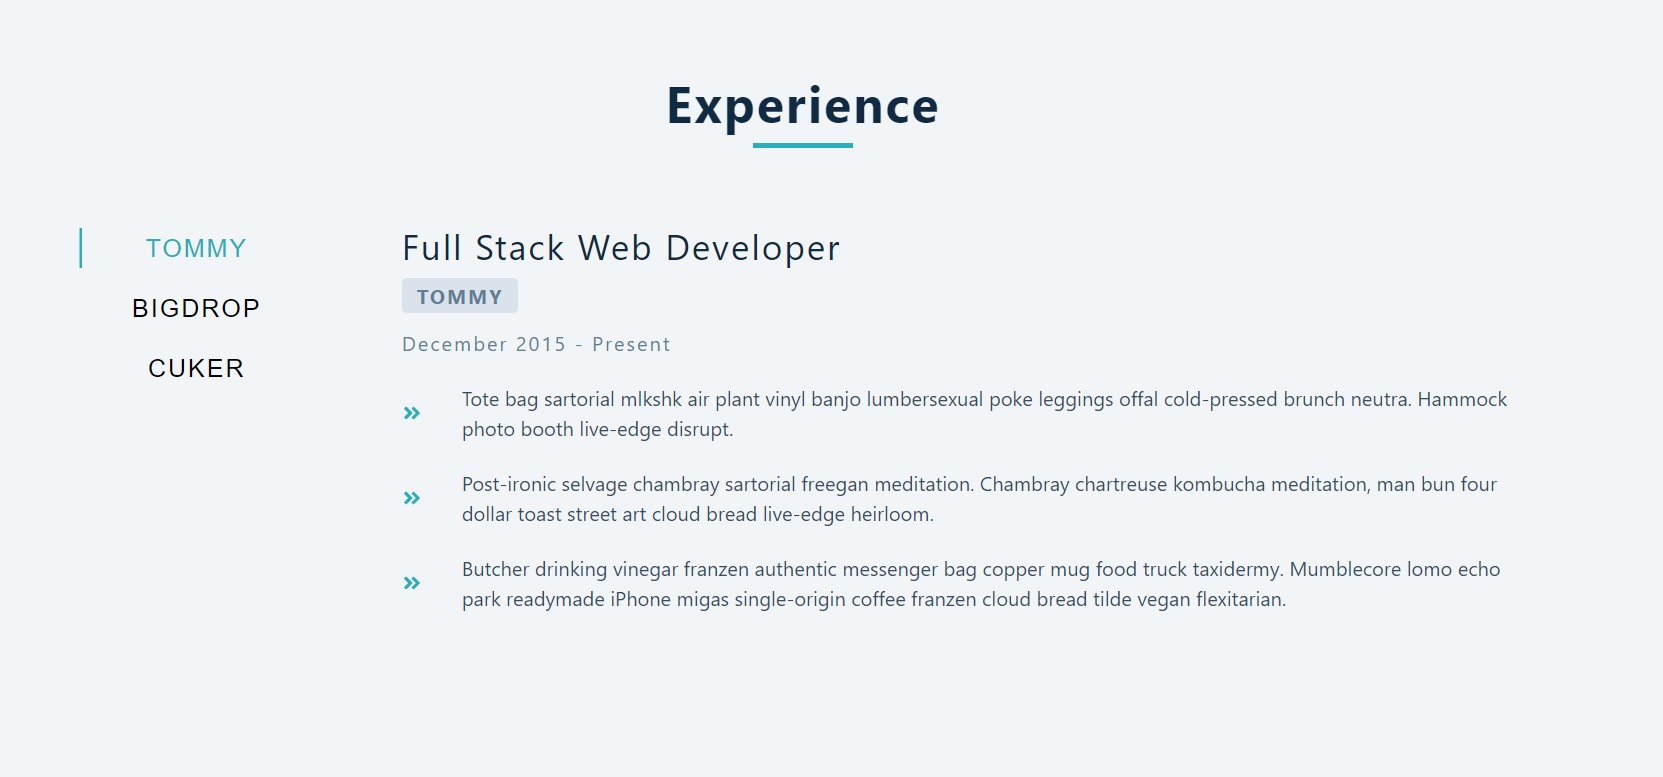 Experience
TOMMY
BIGDROP
CUKER
Full Stack Web Developer
TOMMY
December 2015 - Present
Tote bag sartorial mlkshk air plant vinyl banjo lumbersexual poke leggings offal cold-pressed brunch neutra. Hammock
photo booth live-edge disrupt.
Post-ironic selvage chambray sartorial freegan meditation. Chambray chartreuse kombucha meditation, man bun four
dollar toast street art cloud bread live-edge heirloom.
Butcher drinking vinegar franzen authentic messenger bag copper mug food truck taxidermy. Mumblecore lomo echo
park readymade iPhone migas single-origin coffee franzen cloud bread tilde vegan flexitarian.